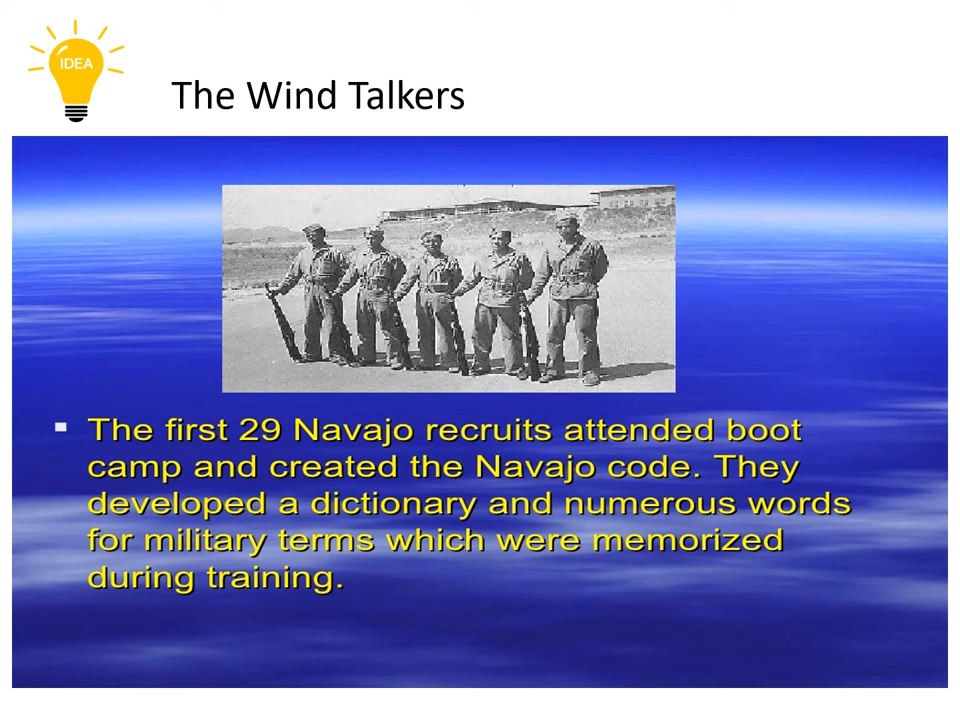 IDEA
The Wind Talkers
▪ The first 29 Navajo recruits attended boot
camp and created the Navajo code. They
developed a dictionary and numerous words
for military terms which were memorized
during training.